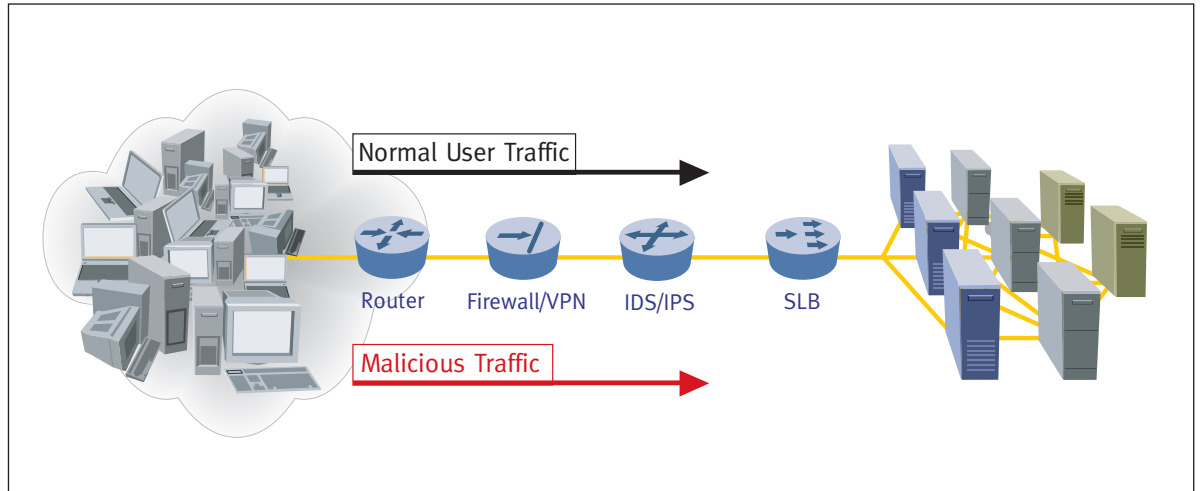 Normal User Traffic
Router
Firewall/VPN
IDS/IPS
SLB
Malicious Traffic